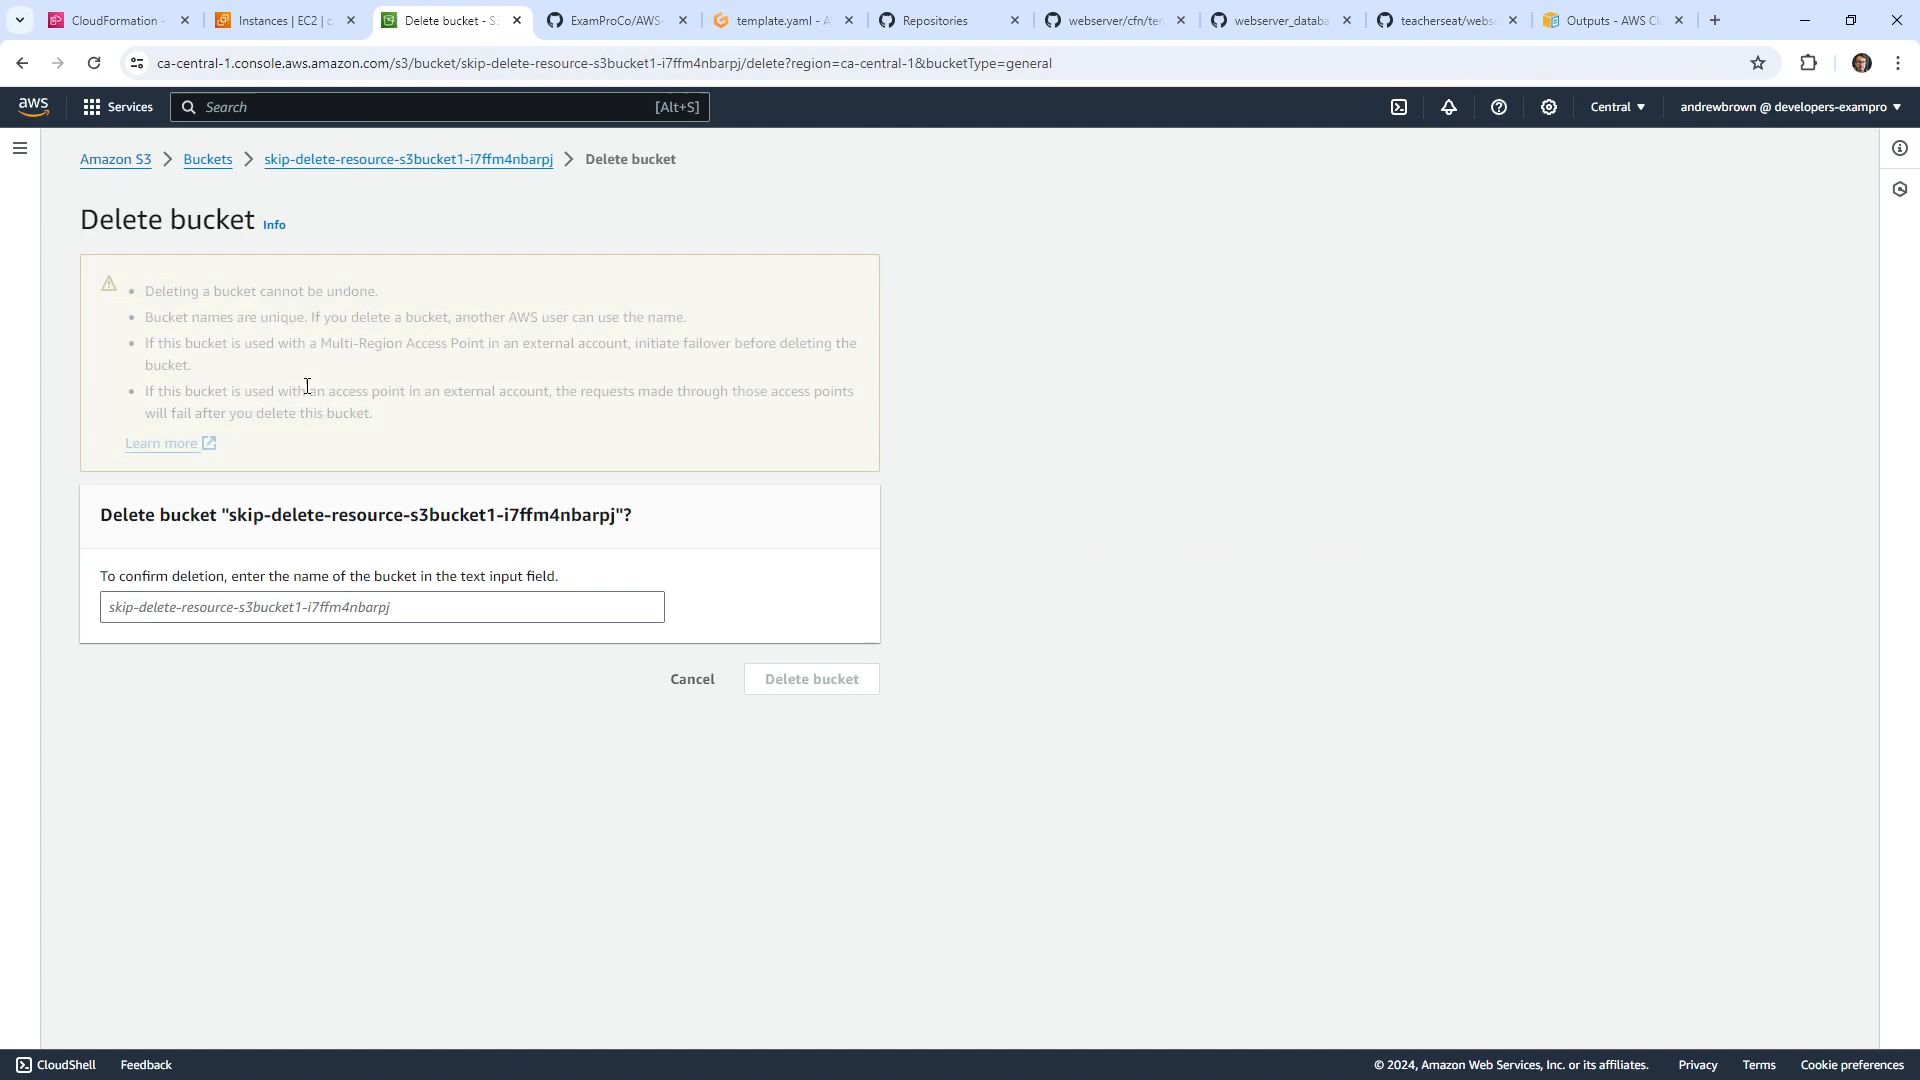 CloudFormation -
Instances | EC2 | c
Delete bucket - S3
ExamProCo/AWS-
template.yaml - A
Repositories
webserver/cfn/ten
webserver_databa
teacherseat/webs
Outputs - AWS Cl
ca-central-1.console.aws.amazon.com/s3/bucket/skip-delete-resource-s3bucket1-i7ffm4nbarpj/delete?region=ca-central-1&bucketType=general
aws
Services
Search
[Alt+S]
Central
andrewbrown @ developers-exampro
Amazon S3
Buckets
skip-delete-resource-s3bucket1-i7ffm4nbarpj
Delete bucket
Delete bucket Info
• Deleting a bucket cannot be undone.
• Bucket names are unique. If you delete a bucket, another AWS user can use the name.
• If this bucket is used with a Multi-Region Access Point in an external account, initiate failover before deleting the
bucket.
• If this bucket is used with an access point in an external account, the requests made through those access points
will fail after you delete this bucket.
Learn more
Delete bucket "skip-delete-resource-s3bucket1-i7ffm4nbarpj"?
To confirm deletion, enter the name of the bucket in the text input field.
skip-delete-resource-s3bucket1-i7ffm4nbarpj
Cancel
Delete bucket
CloudShell
Feedback
© 2024, Amazon Web Services, Inc. or its affiliates.
Privacy
Terms
Cookie preferences